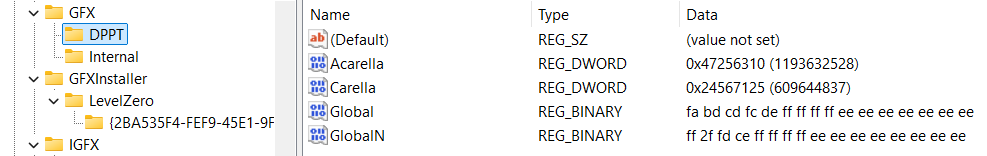 GFX
DPPT
Internal
GFXInstaller
LevelZero
{2BA535F4-FEF9-45E1-9F
IGFX
Name Type Data
(Default) REG_SZ (value not set)
Acarella REG_DWORD 0x47256310 (1193632528)
Carella REG_DWORD 0x24567125 (609644837)
Global REG_BINARY fa bd cd fc de ff ff ff ff ee ee ee ee ee ee ee
GlobalN REG_BINARY ff 2f fd ce ff ff ff ff ee ee ee ee ee ee ee ee